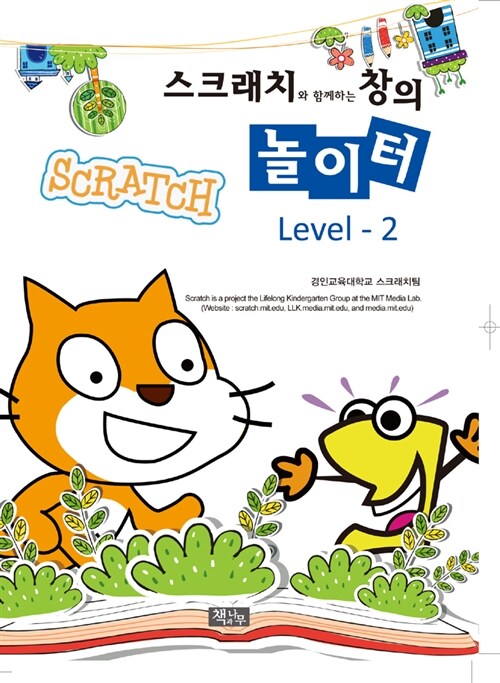 스크래치와 함께하는 창의
놀이터
SCRATCH
Level - 2
경인교육대학교 스크래치팀
Scratch is a project the Lifelong Kindergarten Group at the MIT Media Lab.
(Website : scratch.mit.edu, LLK.media.mit.edu, and media.mit.edu)
책과나무